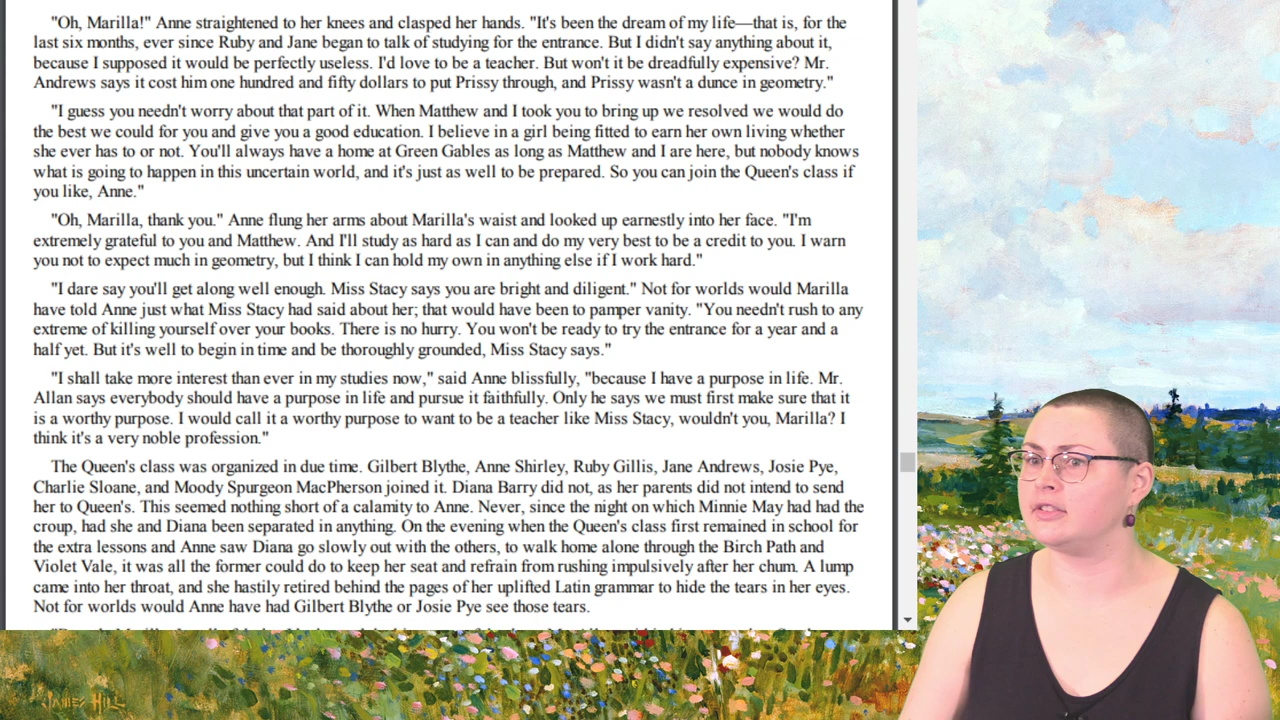 "Oh, Marilla!" Anne straightened to her knees and clasped her hands. "It's been the dream of my life—that is, for the
last six months, ever since Ruby and Jane began to talk of studying for the entrance. But I didn't say anything about it,
because I supposed it would be perfectly useless. I'd love to be a teacher. But won't it be dreadfully expensive? Mr.
Andrews says it cost him one hundred and fifty dollars to put Prissy through, and Prissy wasn't a dunce in geometry."
"I guess you needn't worry about that part of it. When Matthew and I took you to bring up we resolved we would do
the best we could for you and give you a good education. I believe in a girl being fitted to earn her own living whether
she ever has to or not. You'll always have a home at Green Gables as long as Matthew and I are here, but nobody knows
what is going to happen in this uncertain world, and it's just as well to be prepared. So you can join the Queen's class if
you like, Anne."
"Oh, Marilla, thank you." Anne flung her arms about Marilla's waist and looked up earnestly into her face. "I'm
extremely grateful to you and Matthew. And I'll study as hard as I can and do my very best to be a credit to you. I warn
you not to expect much in geometry, but I think I can hold my own in anything else if I work hard."
"I dare say you'll get along well enough. Miss Stacy says you are bright and diligent." Not for worlds would Marilla
have told Anne just what Miss Stacy had said about her; that would have been to pamper vanity. "You needn't rush to any
extreme of killing yourself over your books. There is no hurry. You won't be ready to try the entrance for a year and a
half yet. But it's well to begin in time and be thoroughly grounded, Miss Stacy says."
"I shall take more interest than ever in my studies now," said Anne blissfully, "because I have a purpose in life. Mr.
Allan says everybody should have a purpose in life and pursue it faithfully. Only he says we must first make sure that it
is a worthy purpose. I would call it a worthy purpose to want to be a teacher like Miss Stacy, wouldn't you, Marilla? I
think it's a very noble profession."
The Queen's class was organized in due time. Gilbert Blythe, Anne Shirley, Ruby Gillis, Jane Andrews, Josie Pye,
Charlie Sloane, and Moody Spurgeon MacPherson joined it. Diana Barry did not, as her parents did not intend to send
her to Queen's. This seemed nothing short of a calamity to Anne. Never, since the night on which Minnie May had had the
croup, had she and Diana been separated in anything. On the evening when the Queen's class first remained in school for
the extra lessons and Anne saw Diana go slowly out with the others, to walk home alone through the Birch Path and
Violet Vale, it was all the former could do to keep her seat and refrain from rushing impulsively after her chum. A lump
came into her throat, and she hastily retired behind the pages of her uplifted Latin grammar to hide the tears in her eyes.
Not for worlds would Anne have had Gilbert Blythe or Josie Pye see those tears.
JAMES HILL